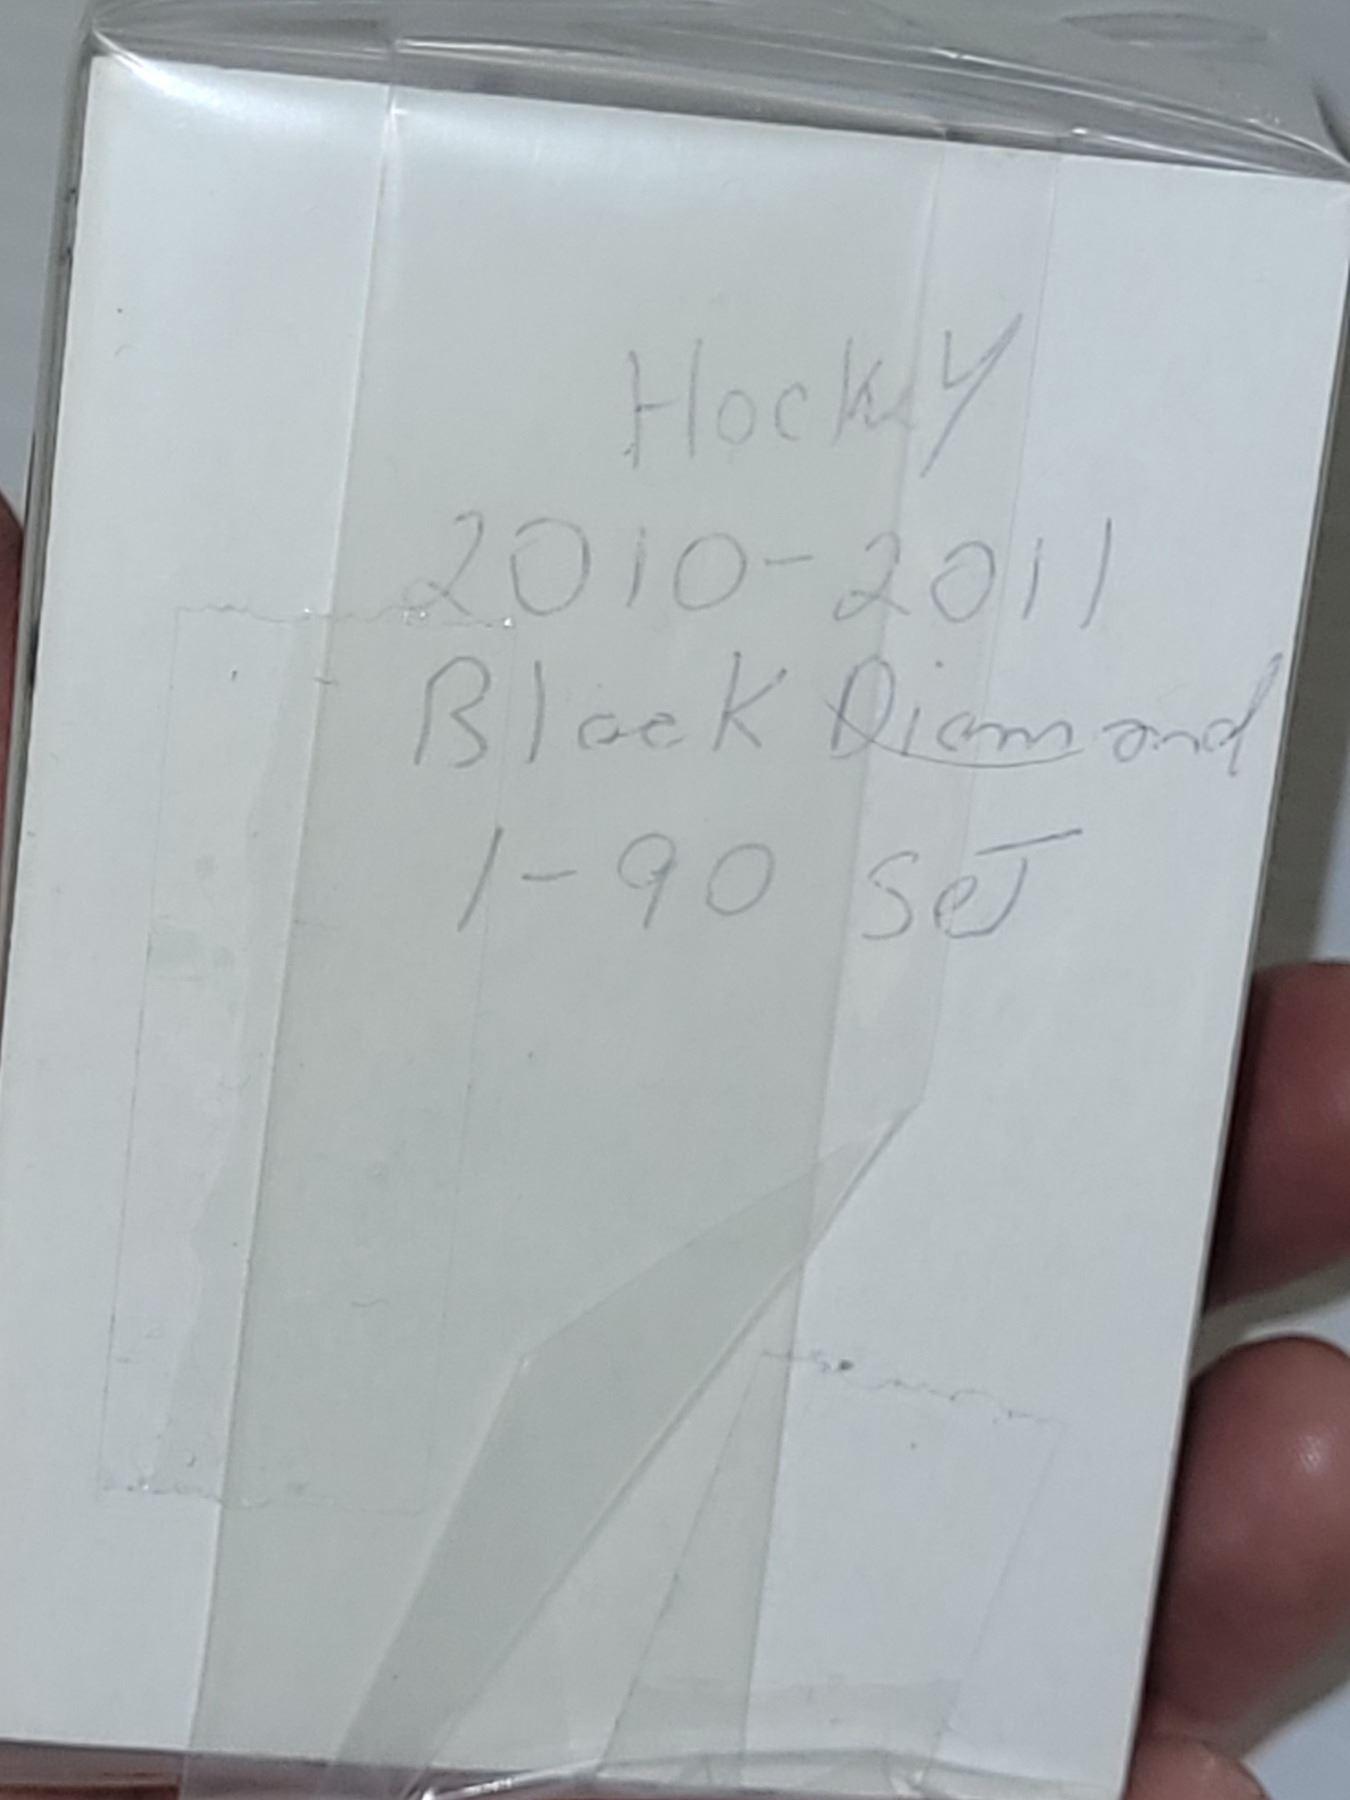 Hockey
2010-2011
Black Diamond
1-90 set